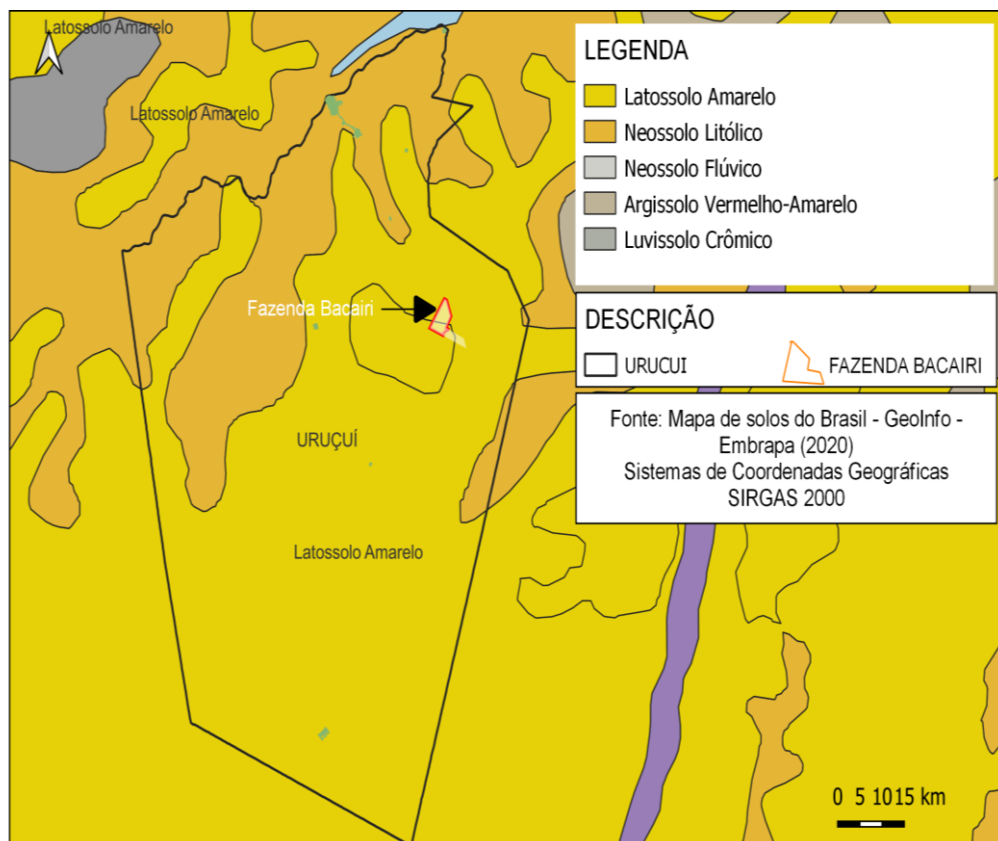 Latossolo Amarelo
Latossolo Amarelo
Fazenda Bacairi
URUÇUÍ
Latossolo Amarelo
LEGENDA
Latossolo Amarelo
Neossolo Litólico
Neossolo Flúvico
Argissolo Vermelho-Amarelo
Luvissolo Crômico
DESCRIÇÃO
URUCUI
FAZENDA BACAIRI
Fonte: Mapa de solos do Brasil - GeoInfo -
Embrapa (2020)
Sistemas de Coordenadas Geográficas
SIRGAS 2000
0 5 1015 km